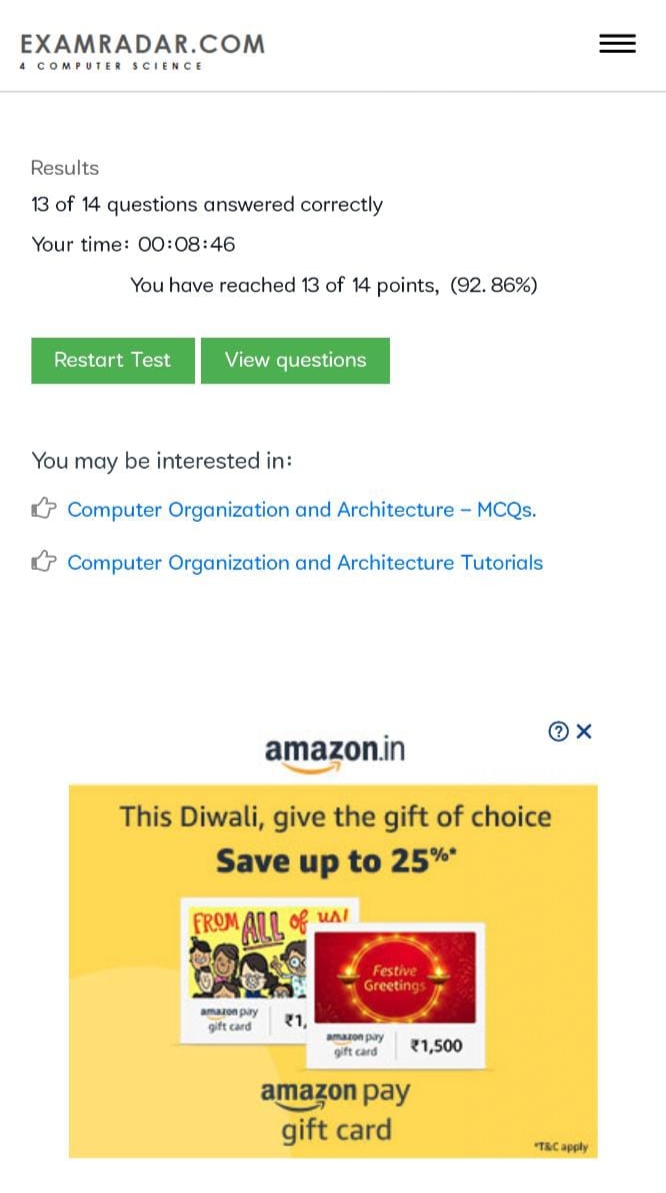 EXAMRADAR.COM
4 COMPUTER SCIENCE
Results
13 of 14 questions answered correctly
Your time: 00:08:46
You have reached 13 of 14 points, (92.86%)
Restart Test
View questions
You may be interested in:
Computer Organization and Architecture – MCQs.
Computer Organization and Architecture Tutorials
amazon.in
This Diwali, give the gift of choice
Save up to 25%*
FROM ALL of us!
Festive
Greetings
amazon pay
gift card
₹1,
amazon pay
gift card
₹1,500
amazon pay
gift card
*T&C apply